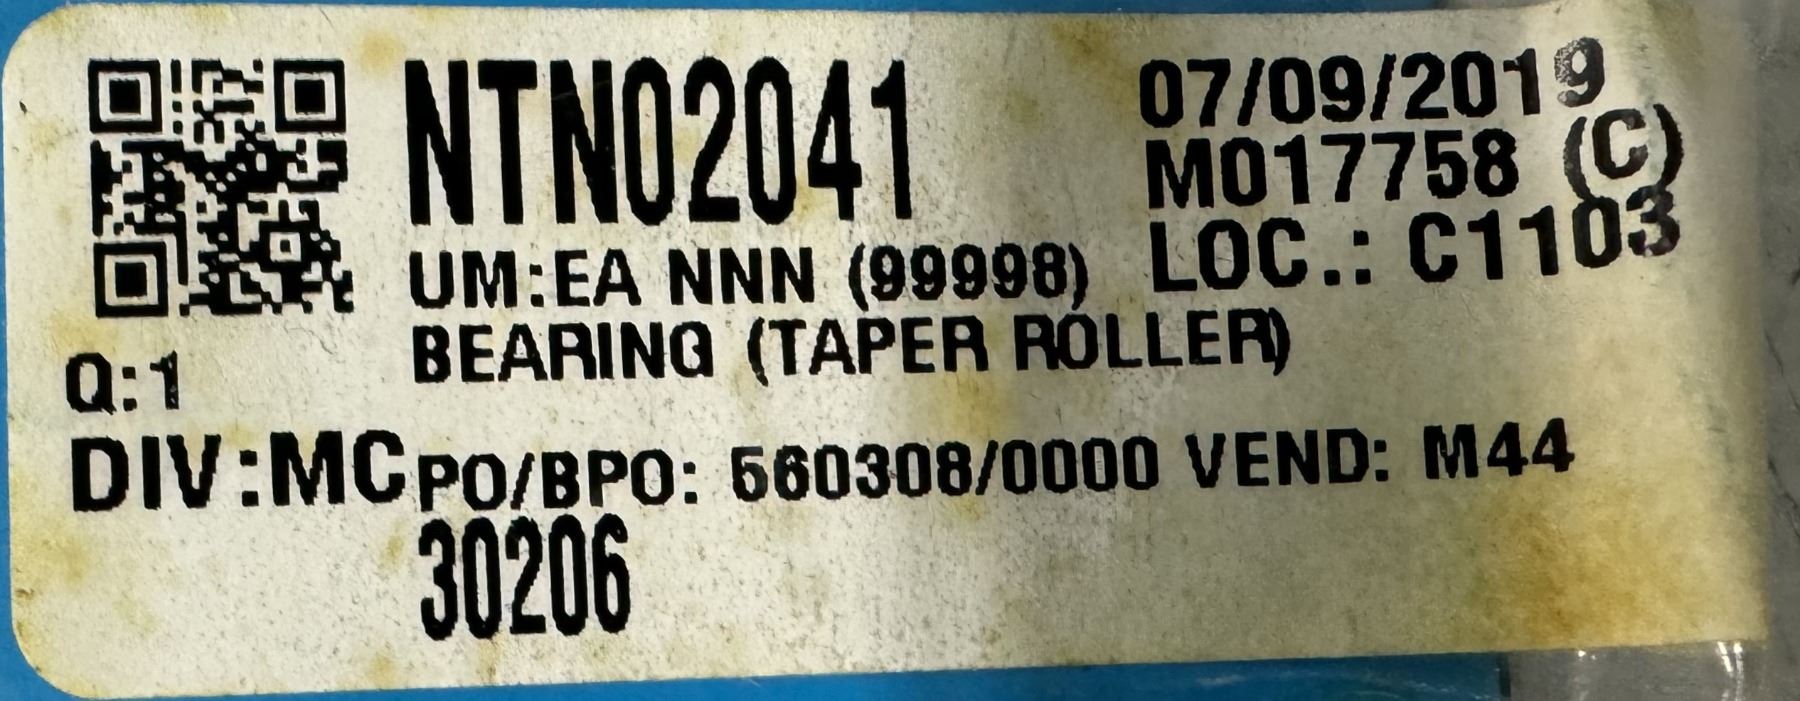 NTN02041
07/09/2019
M017758 (C)
LOC.: C1103
UM:EA NNN (99998)
BEARING (TAPER ROLLER)
Q:1
DIV:MC PO/BPO: 560308/0000 VEND: M44
30206